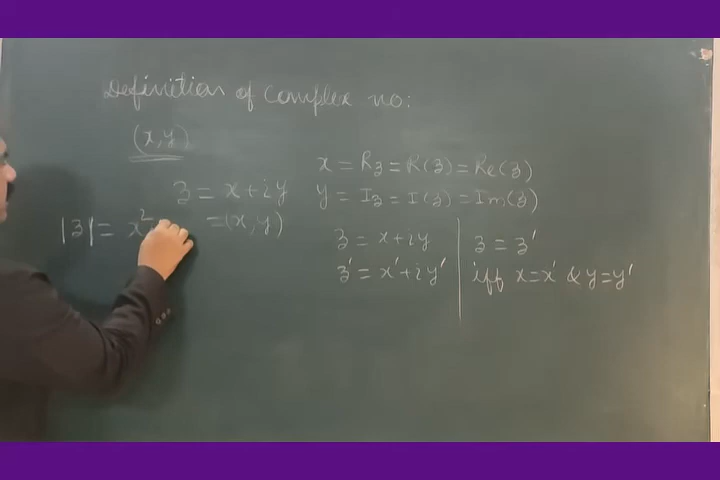 Definition of Complex no:
(x,y)
z = x+iy
=(x,y)
|z|= x²
x = Rz = R(z) = Re(z)
y = Iz = I(z) = Im(z)
z = x+iy
z' = x'+iy'
z = z'
iff x=x' & y=y'